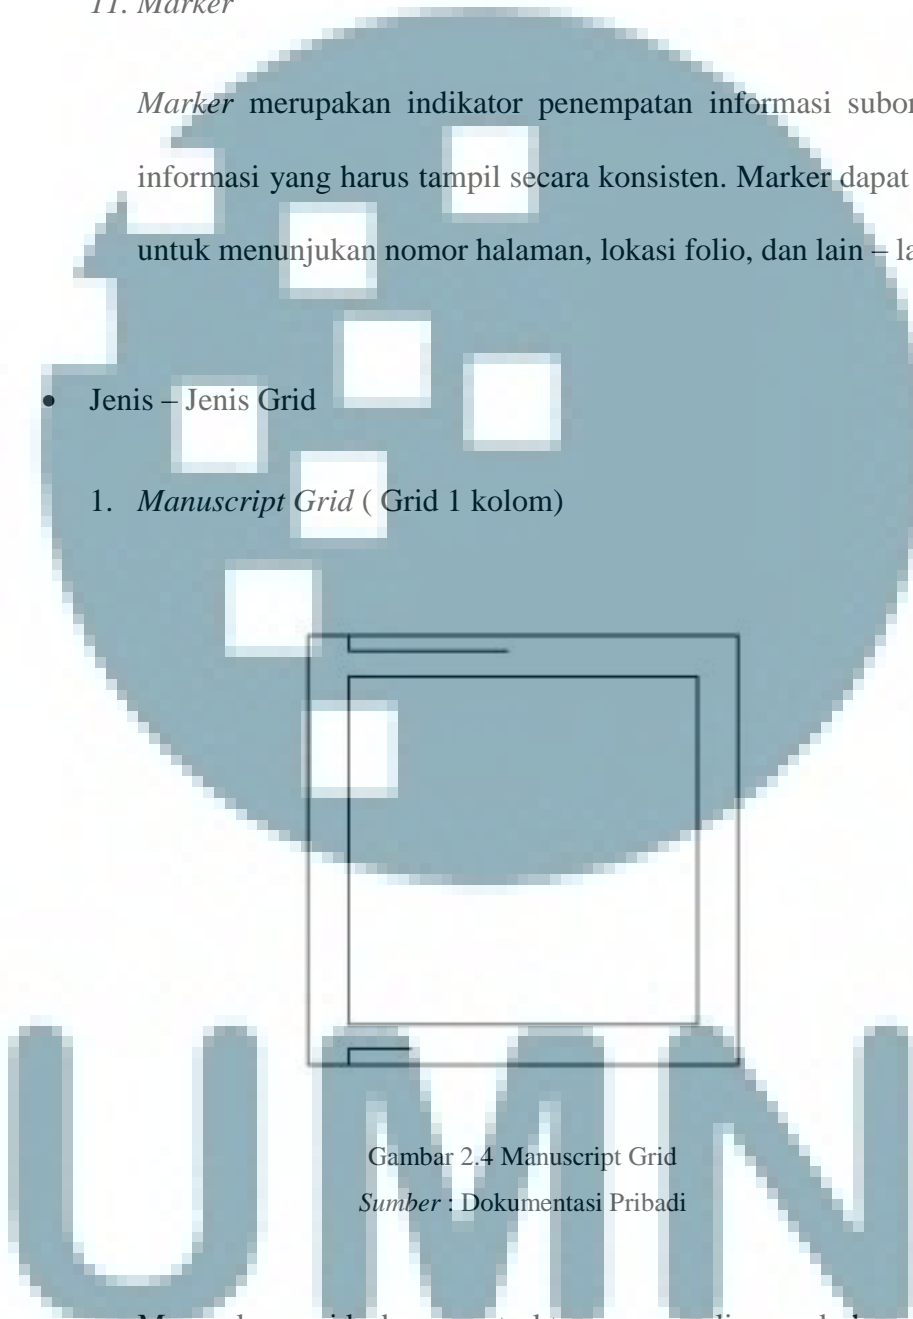 11. Marker
Marker merupakan indikator penempatan informasi
informasi yang harus tampil secara konsisten. Marker dapat
untuk menunjukan nomor halaman, lokasi folio, dan lain –
• Jenis – Jenis Grid
1. Manuscript Grid ( Grid 1 kolom)
Gambar 2.4 Manuscript Grid
Sumber : Dokumentasi Pribadi
UMN